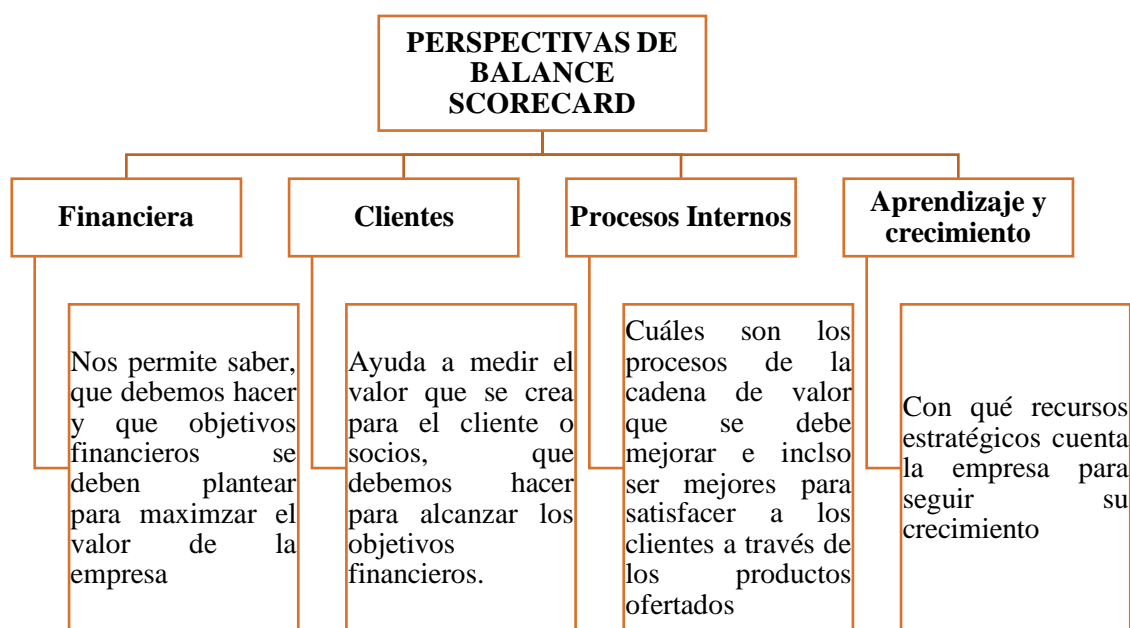 PERSPECTIVAS DE
BALANCE
SCORECARD
Financiera
Clientes
Procesos Internos
Aprendizaje y
crecimiento
Nos permite saber,
que debemos hacer
y que objetivos
financieros se
deben plantear
para maximzar el
valor de la
empresa
Ayuda a medir el
valor que se crea
para el cliente o
socios, que
debemos hacer
para alcanzar los
objetivos
financieros.
Cuáles son los
procesos de la
cadena de valor
que se debe
mejorar e inclso
ser mejores para
satisfacer a los
clientes a través de
los productos
ofertados
Con qué recursos
estratégicos cuenta
la empresa para
seguir su
crecimiento